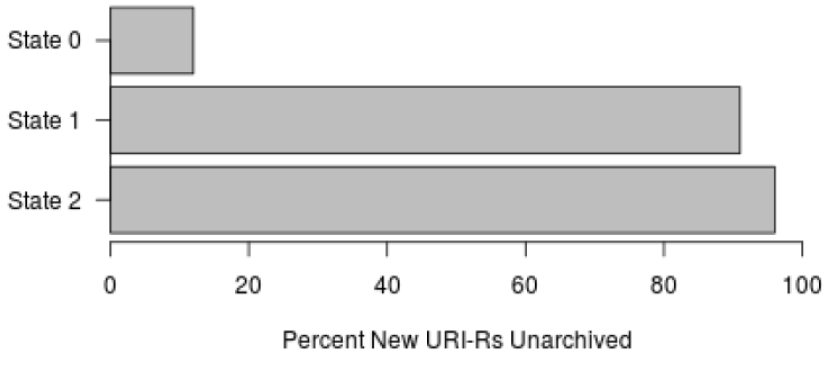 State 0
State 1
State 2
0 20 40 60 80 100
Percent New URI-Rs Unarchived